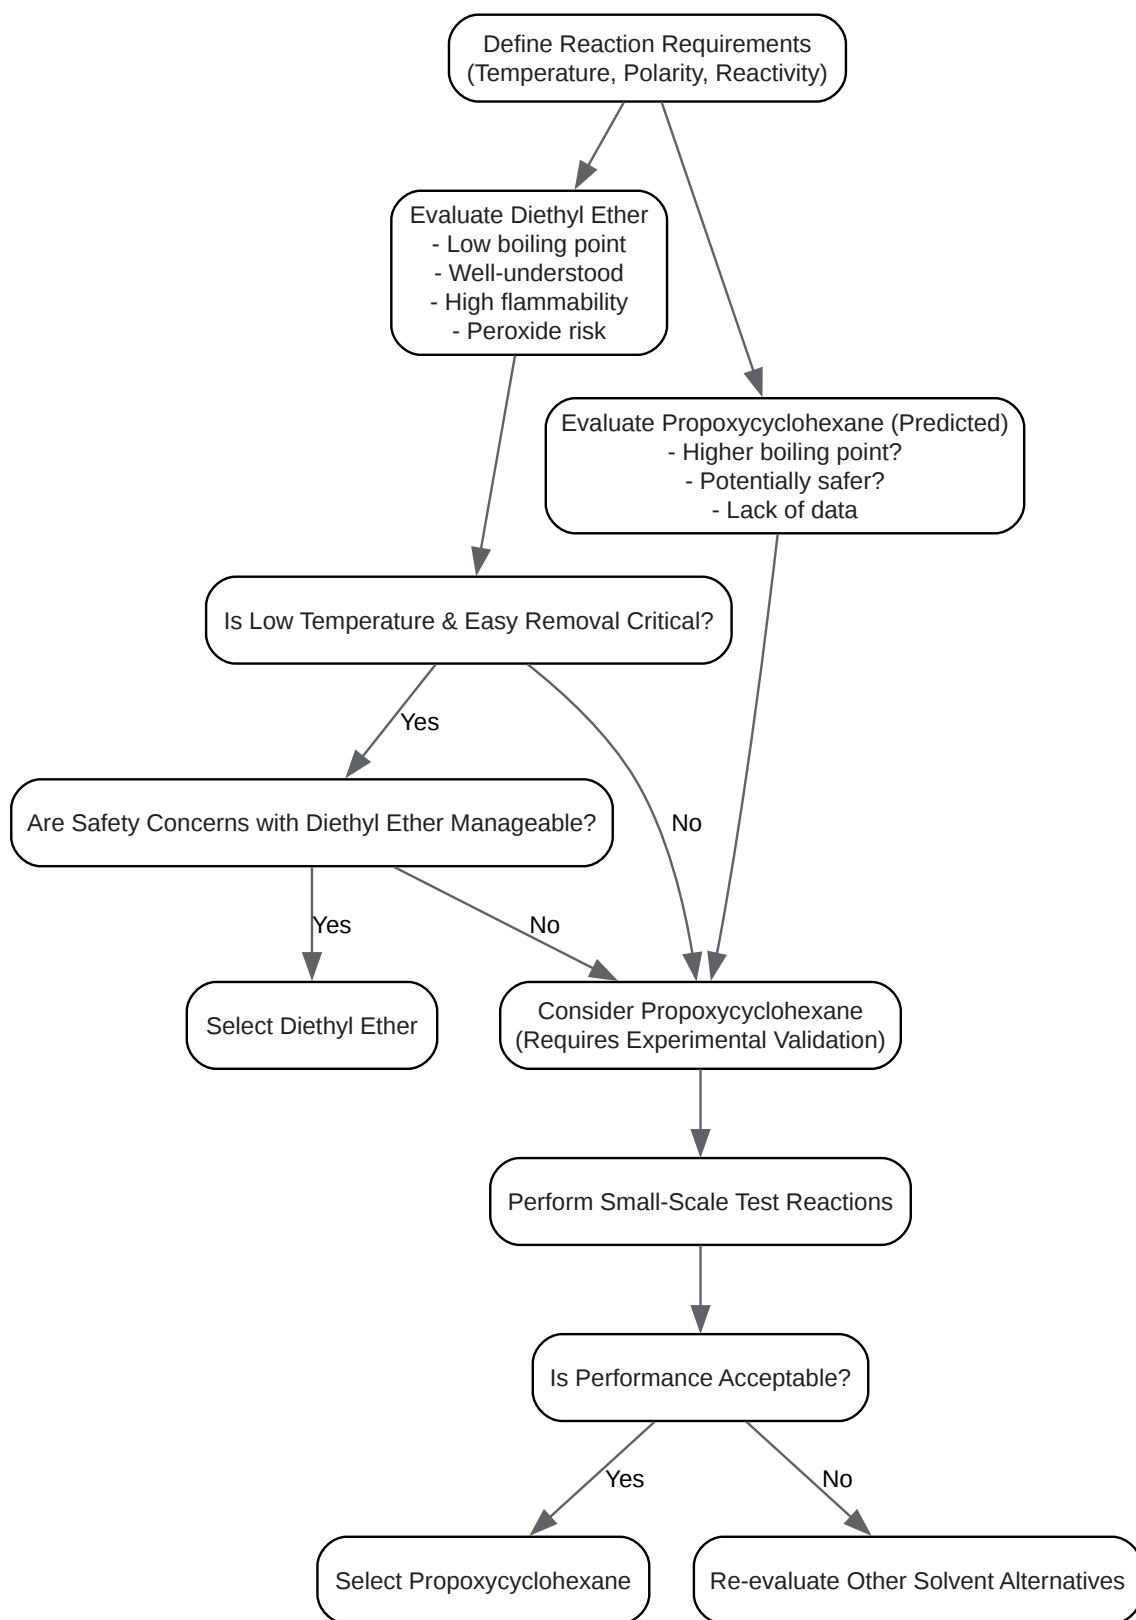 Define Reaction Requirements
(Temperature, Polarity, Reactivity)
Evaluate Diethyl Ether
- Low boiling point
- Well-understood
- High flammability
- Peroxide risk
Evaluate Propoxycyclohexane (Predicted)
- Higher boiling point?
- Potentially safer?
- Lack of data
Is Low Temperature & Easy Removal Critical?
Yes
No
Are Safety Concerns with Diethyl Ether Manageable?
Yes
No
Select Diethyl Ether
Consider Propoxycyclohexane
(Requires Experimental Validation)
Perform Small-Scale Test Reactions
Is Performance Acceptable?
Yes
No
Select Propoxycyclohexane
Re-evaluate Other Solvent Alternatives